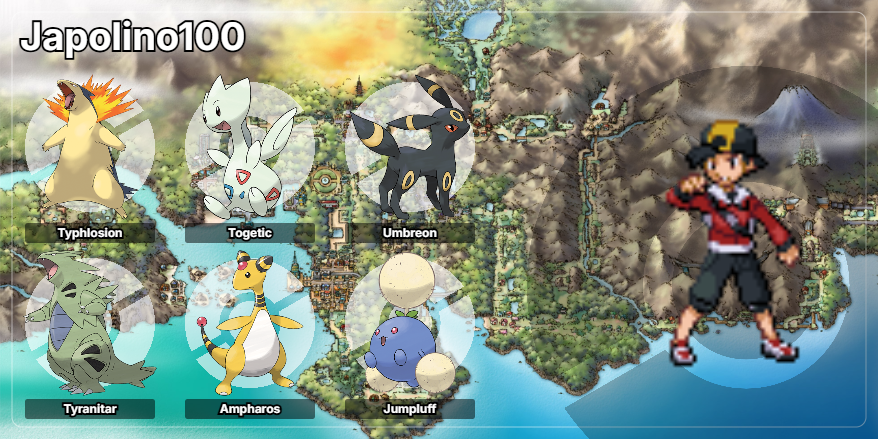 Japolino100
Typhlosion
Togetic
Umbreon
Tyranitar
Ampharos
Jumpluff